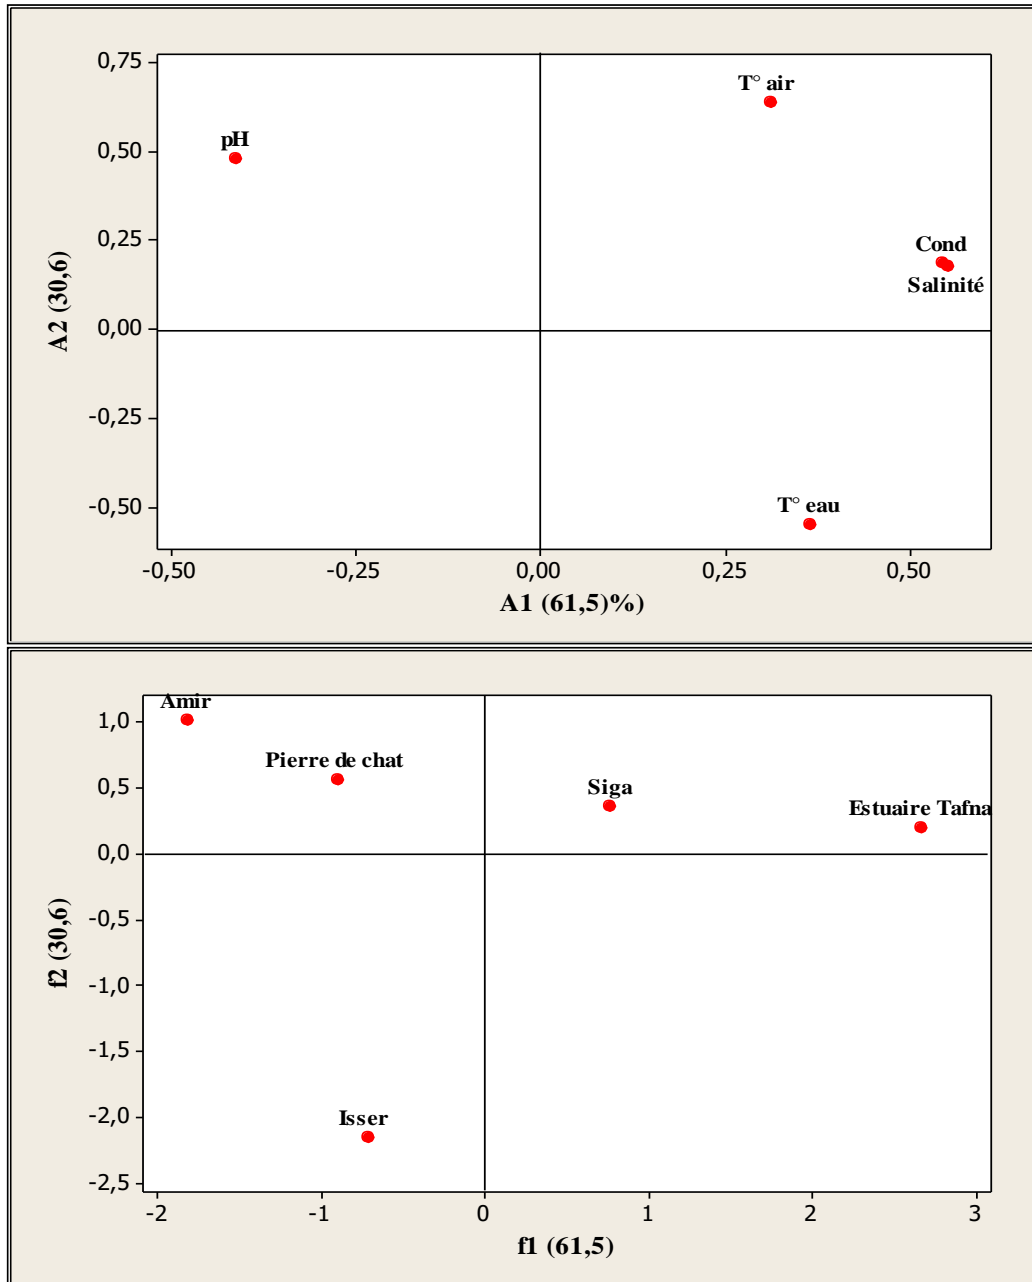 0,75
T° air
pH
0,50
0,25
Cond
Salinité
A2 (30,6)
0,00
-0,25
-0,50
T° eau
-0,50 -0,25 0,00 0,25 0,50
A1 (61,5)%)
Amir
1,0
Pierre de chat
0,5
Siga
Estuaire Tafna
0,0
-0,5
f2 (30,6)
-1,0
-1,5
-2,0
Isser
-2,5
-2 -1 0 1 2 3
f1 (61,5)